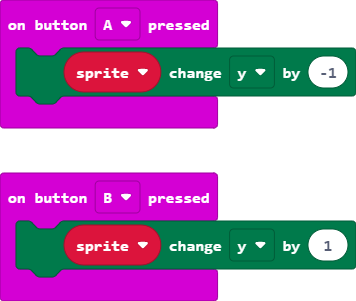 on button A pressed
sprite change y by -1
on button B pressed
sprite change y by 1